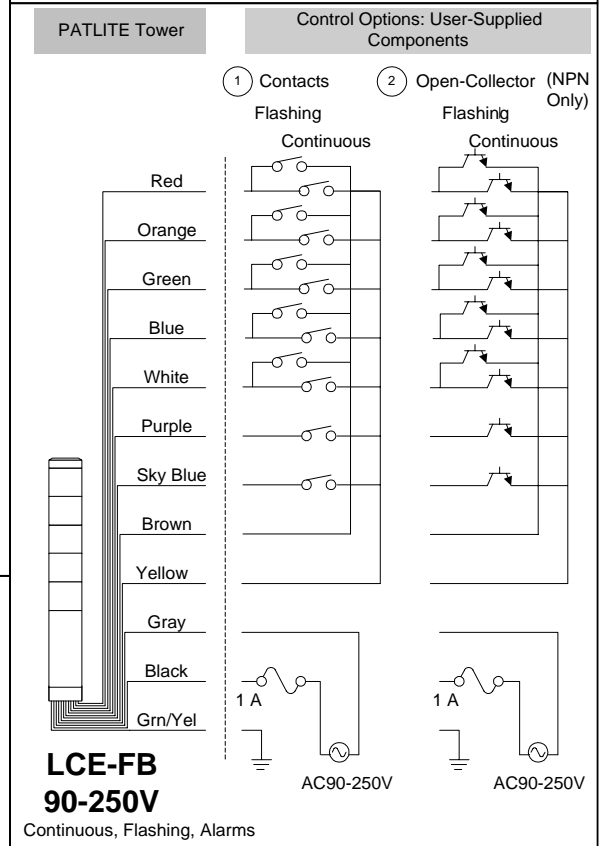 PATLITE Tower
Control Options: User-Supplied
Components
1 Contacts
2 Open-Collector (NPN
Only)
Flashing
Flashing
Continuous
Continuous
Red
Orange
Green
Blue
White
Purple
Sky Blue
Brown
Yellow
Gray
Black
1 A
1 A
Grn/Yel
AC90-250V
AC90-250V
LCE-FB
90-250V
Continuous, Flashing, Alarms